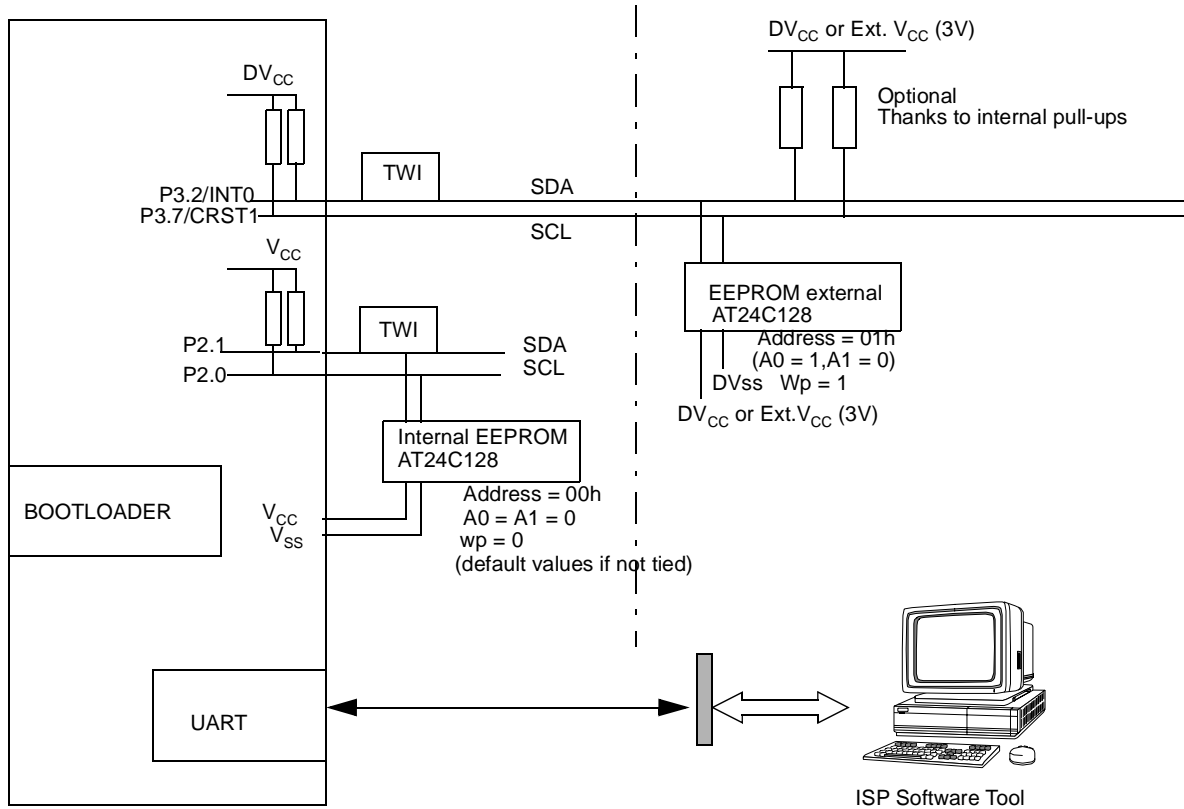 DVCC or Ext. VCC (3V)
DVCC
Optional
Thanks to internal pull-ups
TWI
P3.2/INT0
SDA
P3.7/CRST1
SCL
VCC
EEPROM external
AT24C128
TWI
Address = 01h
P2.1
SDA
(A0 = 1,A1 = 0)
P2.0
SCL
DVss Wp = 1
DVCC or Ext.VCC (3V)
Internal EEPROM
AT24C128
Address = 00h
BOOTLOADER
VCC
A0 = A1 = 0
VSS
wp = 0
(default values if not tied)
UART
ISP Software Tool